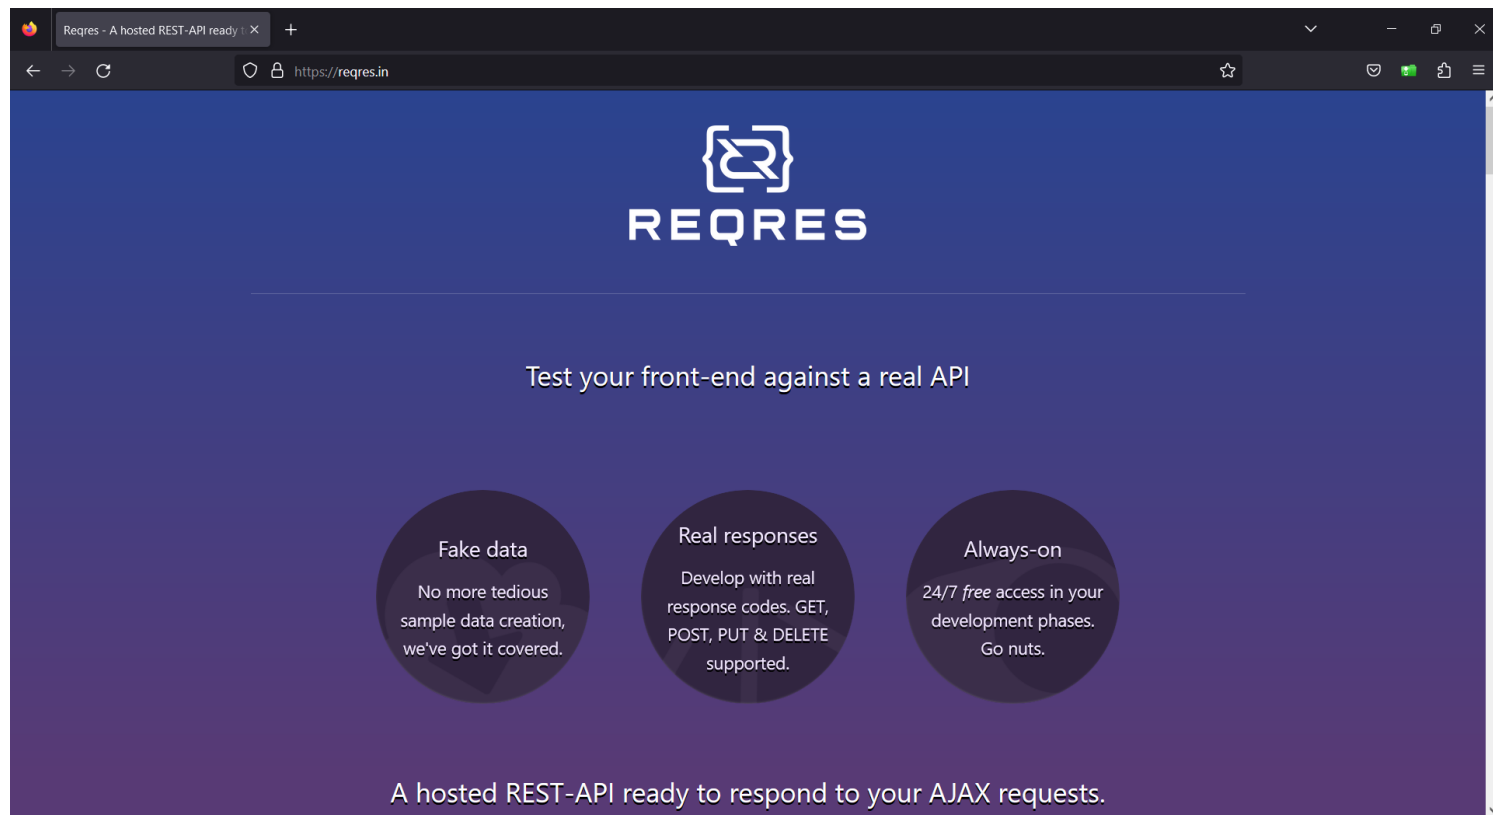 Reqres - A hosted REST-API ready t
https://reqres.in
REQRES
Test your front-end against a real API
Fake data
No more tedious
sample data creation,
we've got it covered.
Real responses
Develop with real
response codes. GET,
POST, PUT & DELETE
supported.
Always-on
24/7 free access in your
development phases.
Go nuts.
A hosted REST-API ready to respond to your AJAX requests.